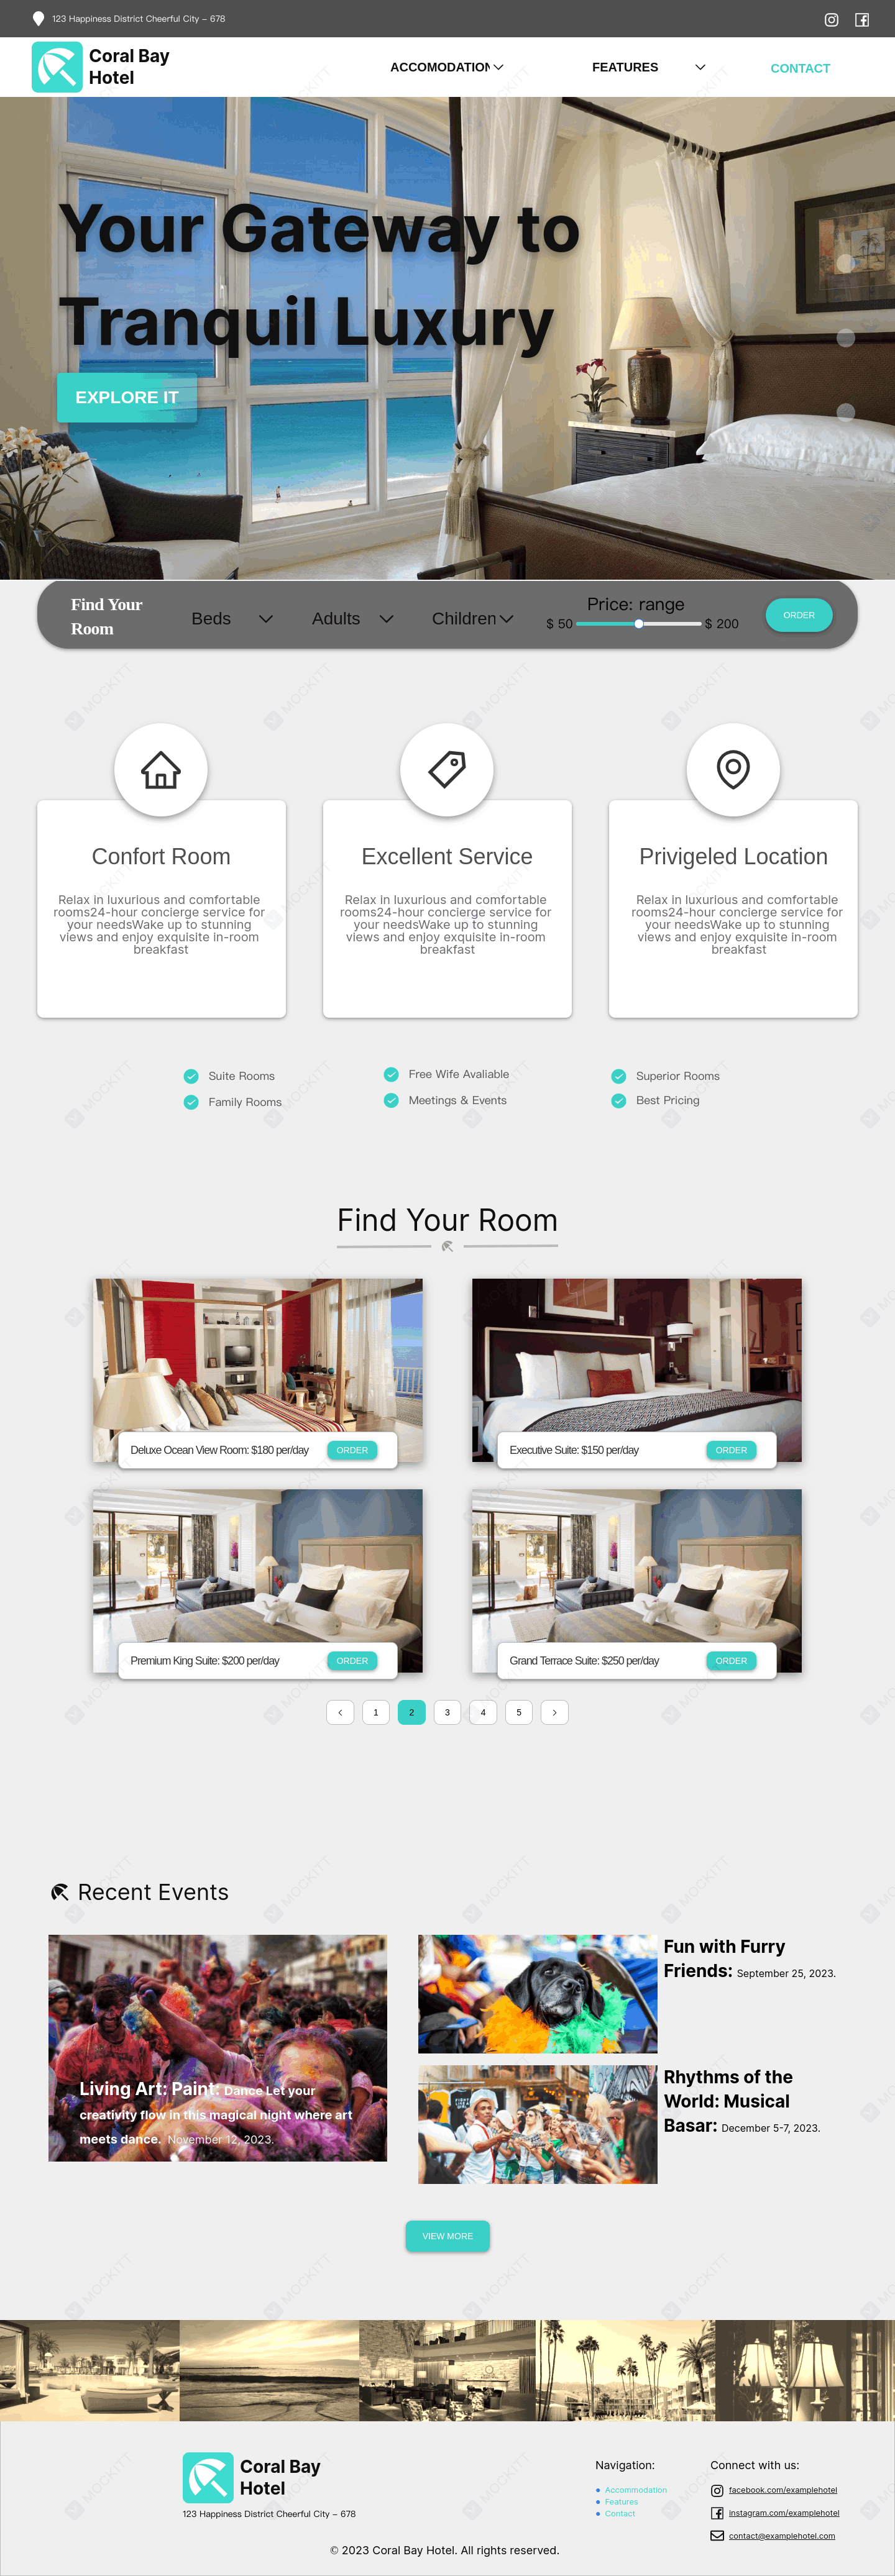 123 Happiness District Cheerful City – 678
Coral Bay
Hotel
ACCOMODATION
FEATURES
CONTACT
Your Gateway to
Tranquil Luxury
EXPLORE IT
Find Your
Room
Beds
Adults
Children
Price: range
$ 50
$ 200
ORDER
Confort Room
Relax in luxurious and comfortable
rooms24-hour concierge service for
your needsWake up to stunning
views and enjoy exquisite in-room
breakfast
Excellent Service
Relax in luxurious and comfortable
rooms24-hour concierge service for
your needsWake up to stunning
views and enjoy exquisite in-room
breakfast
Privigeled Location
Relax in luxurious and comfortable
rooms24-hour concierge service for
your needsWake up to stunning
views and enjoy exquisite in-room
breakfast
Suite Rooms
Family Rooms
Free Wife Avaliable
Meetings & Events
Superior Rooms
Best Pricing
Find Your Room
Deluxe Ocean View Room: $180 per/day
ORDER
Executive Suite: $150 per/day
ORDER
Premium King Suite: $200 per/day
ORDER
Grand Terrace Suite: $250 per/day
ORDER
1 2 3 4 5
Recent Events
Living Art: Paint: Dance Let your
creativity flow in this magical night where art
meets dance. November 12, 2023.
Fun with Furry
Friends: September 25, 2023.
Rhythms of the
World: Musical
Basar: December 5-7, 2023.
VIEW MORE
Coral Bay
Hotel
123 Happiness District Cheerful City – 678
Navigation:
Accommodation
Features
Contact
Connect with us:
facebook.com/examplehotel
instagram.com/examplehotel
contact@examplehotel.com
© 2023 Coral Bay Hotel. All rights reserved.
MOCKITT